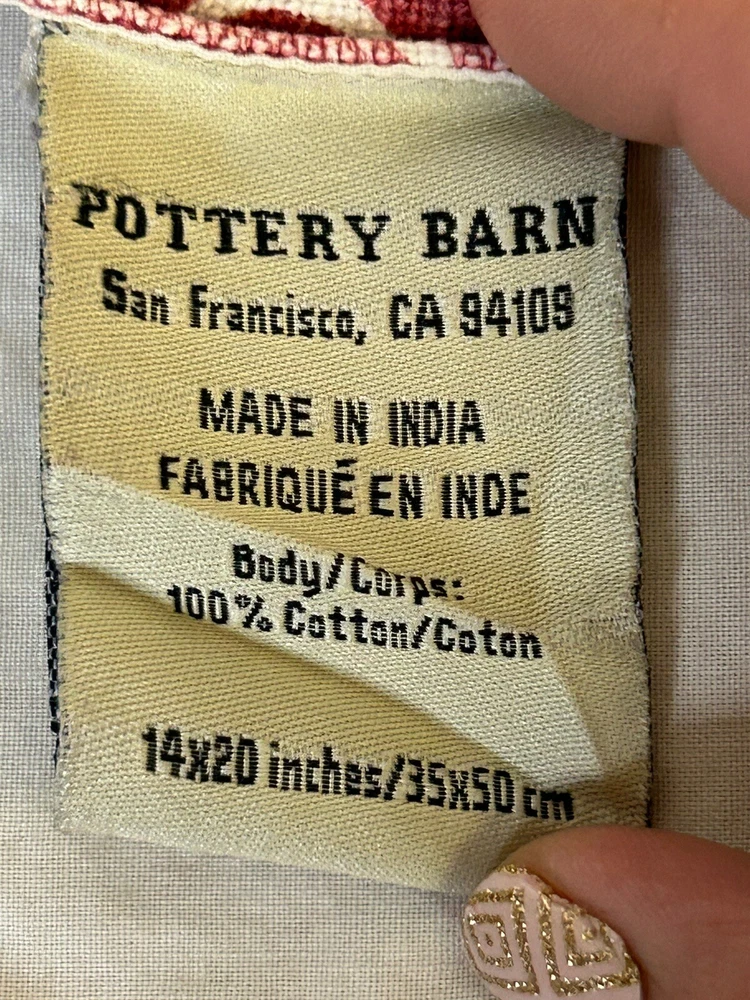 POTTERY BARN
San Francisco, CA 94109
MADE IN INDIA
FABRIQUÉ EN INDE
Body/Corps:
100% Cotton/Coton
14X20 inches/35X50 cm